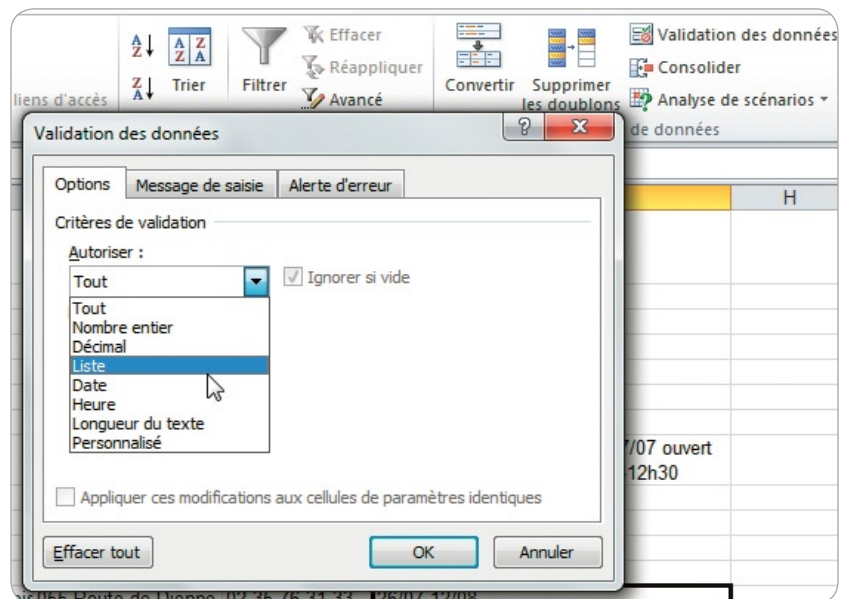 Effacer
Réappliquer
Avancé
Trier
Filtrer
Convertir
Supprimer
les doublons
Validation des données
Consolider
Analyse de scénarios
liens d'accès
de données
Validation des données
Options
Message de saisie
Alerte d'erreur
H
Critères de validation
Autoriser :
Tout
Ignorer si vide
Tout
Nombre entier
Décimal
Liste
Date
Heure
Longueur du texte
Personnalisé
7/07 ouvert
-12h30
Appliquer ces modifications aux cellules de paramètres identiques
Effacer tout
OK
Annuler
Route de Dieppe 02 35 76 31 33 26/07-12/08